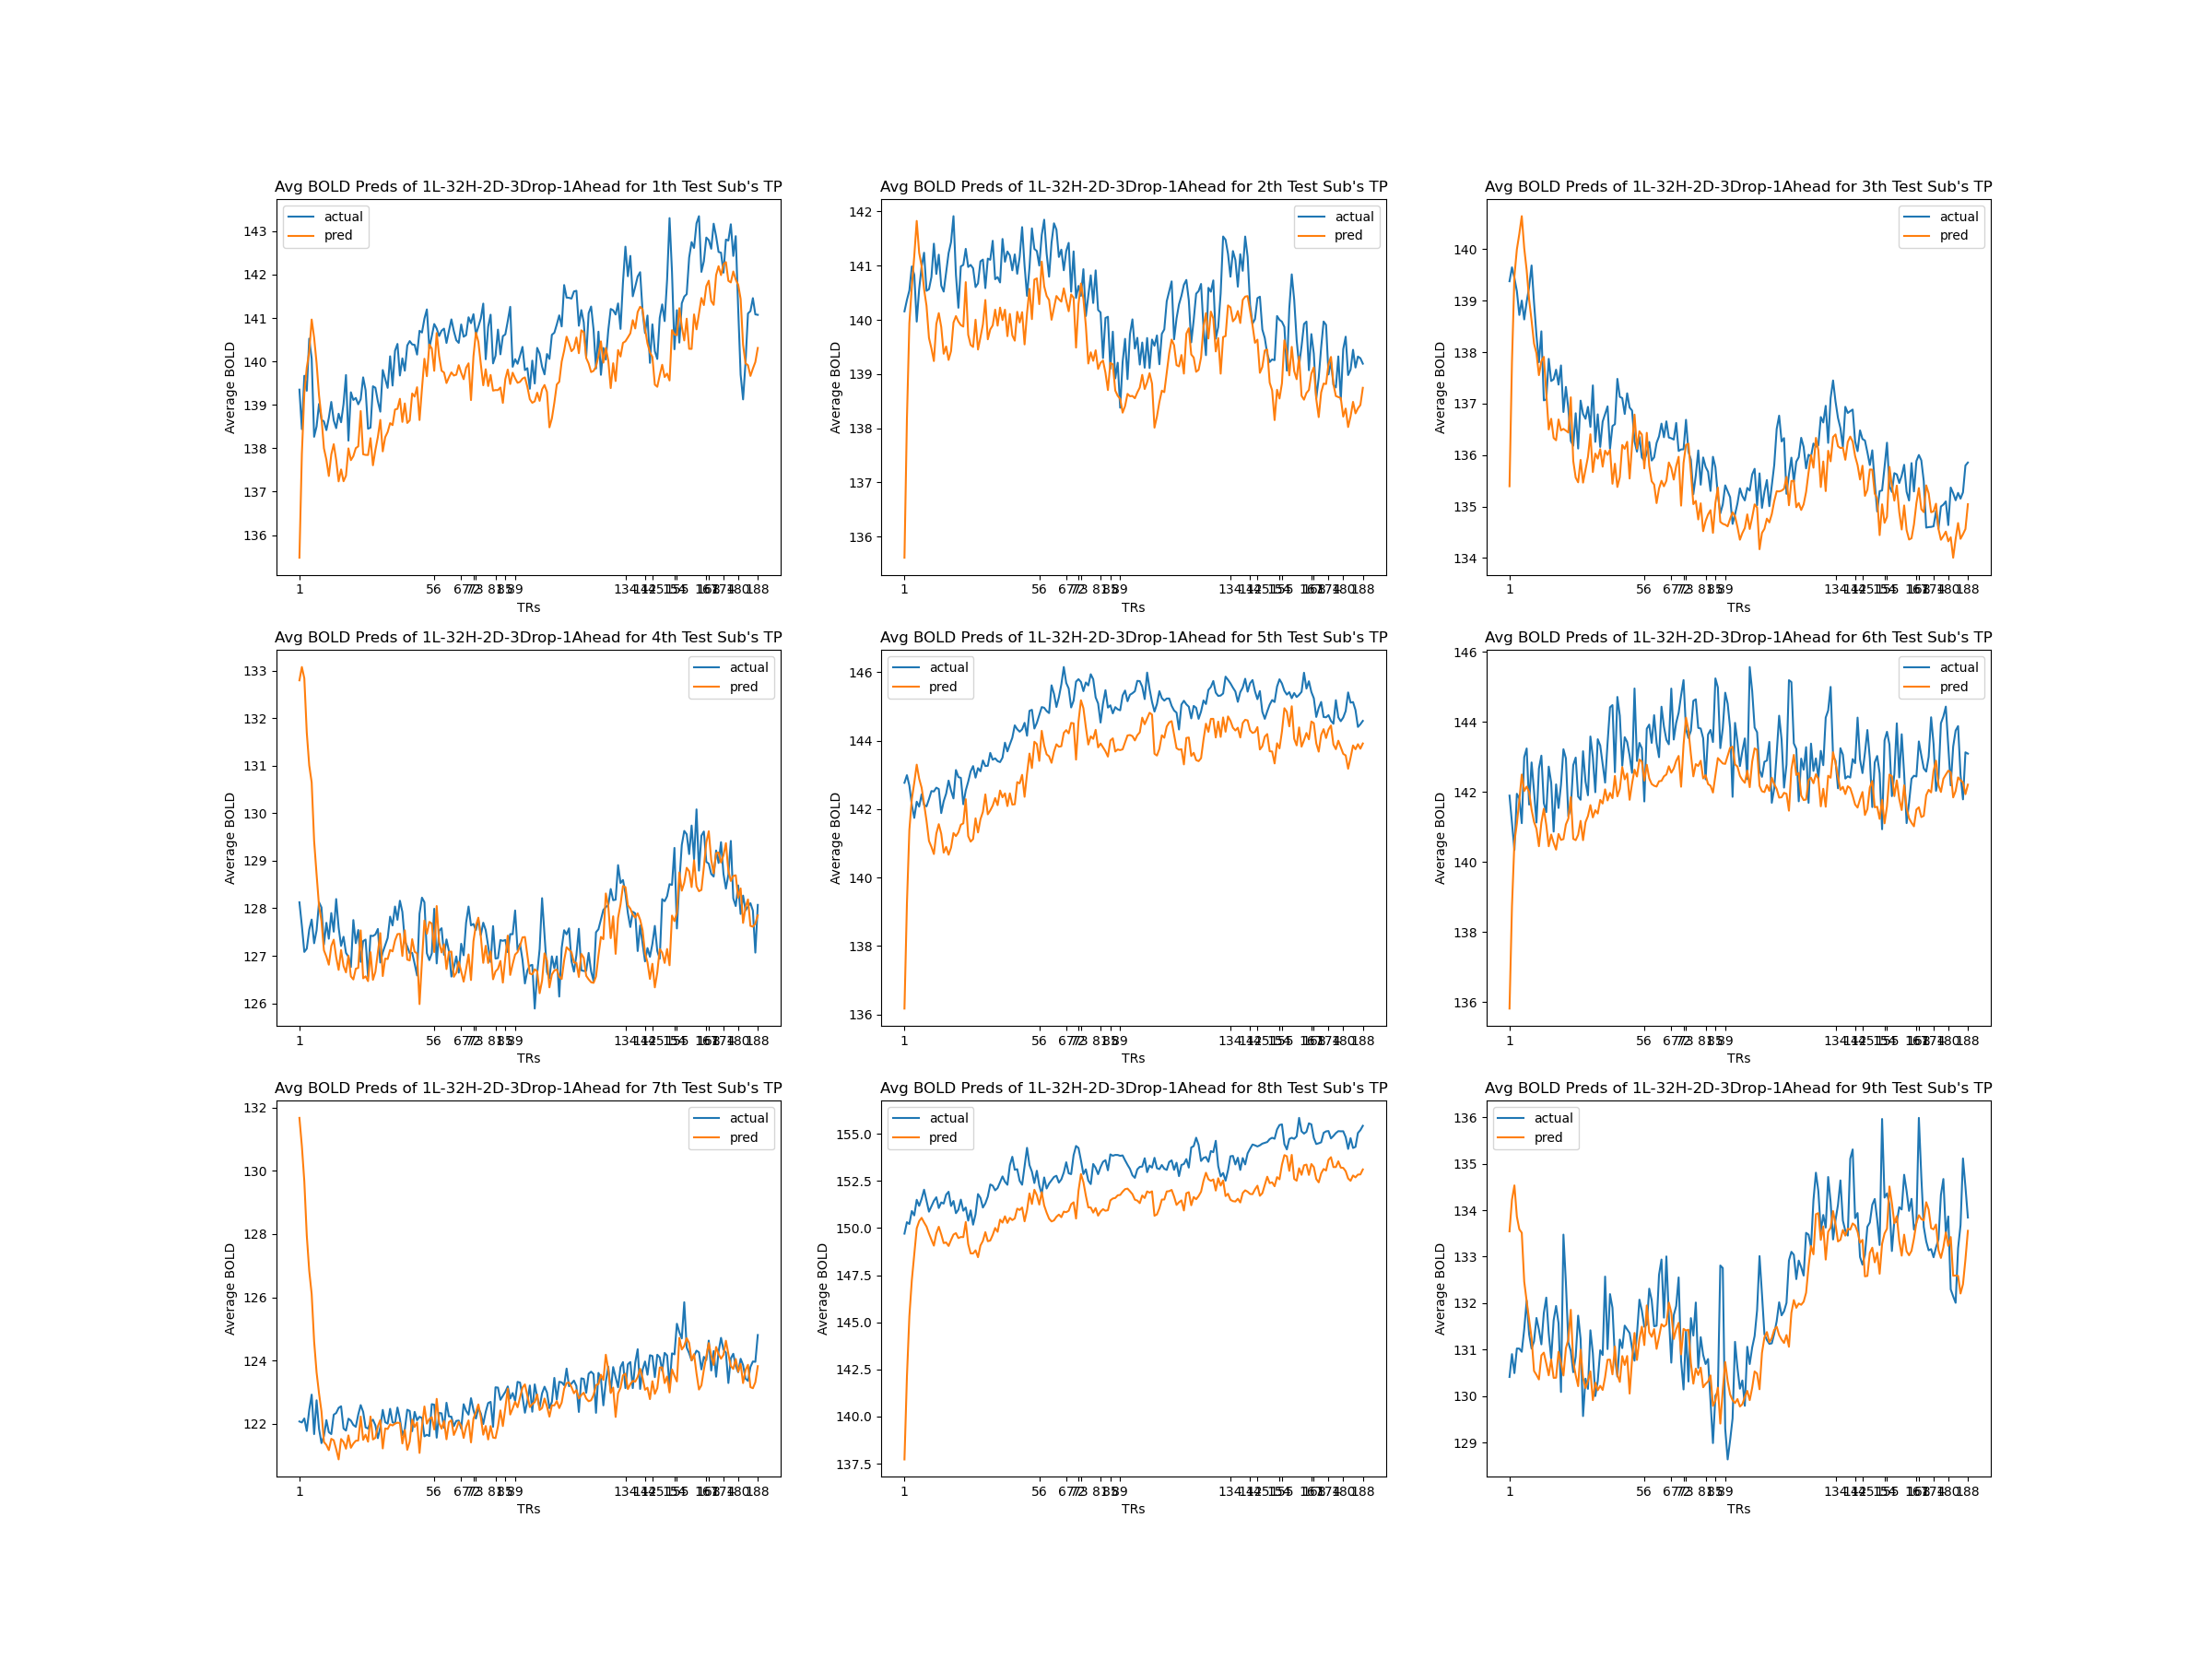 Avg BOLD Preds of 1L-32H-2D-3Drop-1Ahead for 1th Test Sub's TP
actual
pred
143
142
141
140
139
138
137
136
Average BOLD
1 56 89 188
TRs
Avg BOLD Preds of 1L-32H-2D-3Drop-1Ahead for 2th Test Sub's TP
actual
pred
142
141
140
139
138
137
136
Average BOLD
1 56 89 188
TRs
Avg BOLD Preds of 1L-32H-2D-3Drop-1Ahead for 3th Test Sub's TP
actual
pred
140
139
138
137
136
135
134
Average BOLD
1 56 89 188
TRs
Avg BOLD Preds of 1L-32H-2D-3Drop-1Ahead for 4th Test Sub's TP
actual
pred
133
132
131
130
129
128
127
126
Average BOLD
1 56 89 188
TRs
Avg BOLD Preds of 1L-32H-2D-3Drop-1Ahead for 5th Test Sub's TP
actual
pred
146
144
142
140
138
136
Average BOLD
1 56 89 188
TRs
Avg BOLD Preds of 1L-32H-2D-3Drop-1Ahead for 6th Test Sub's TP
actual
pred
146
144
142
140
138
136
Average BOLD
1 56 89 188
TRs
Avg BOLD Preds of 1L-32H-2D-3Drop-1Ahead for 7th Test Sub's TP
actual
pred
132
130
128
126
124
122
Average BOLD
1 56 89 188
TRs
Avg BOLD Preds of 1L-32H-2D-3Drop-1Ahead for 8th Test Sub's TP
actual
pred
155.0
152.5
150.0
147.5
145.0
142.5
140.0
137.5
Average BOLD
1 56 89 188
TRs
Avg BOLD Preds of 1L-32H-2D-3Drop-1Ahead for 9th Test Sub's TP
actual
pred
136
135
134
133
132
131
130
129
Average BOLD
1 56 89 188
TRs